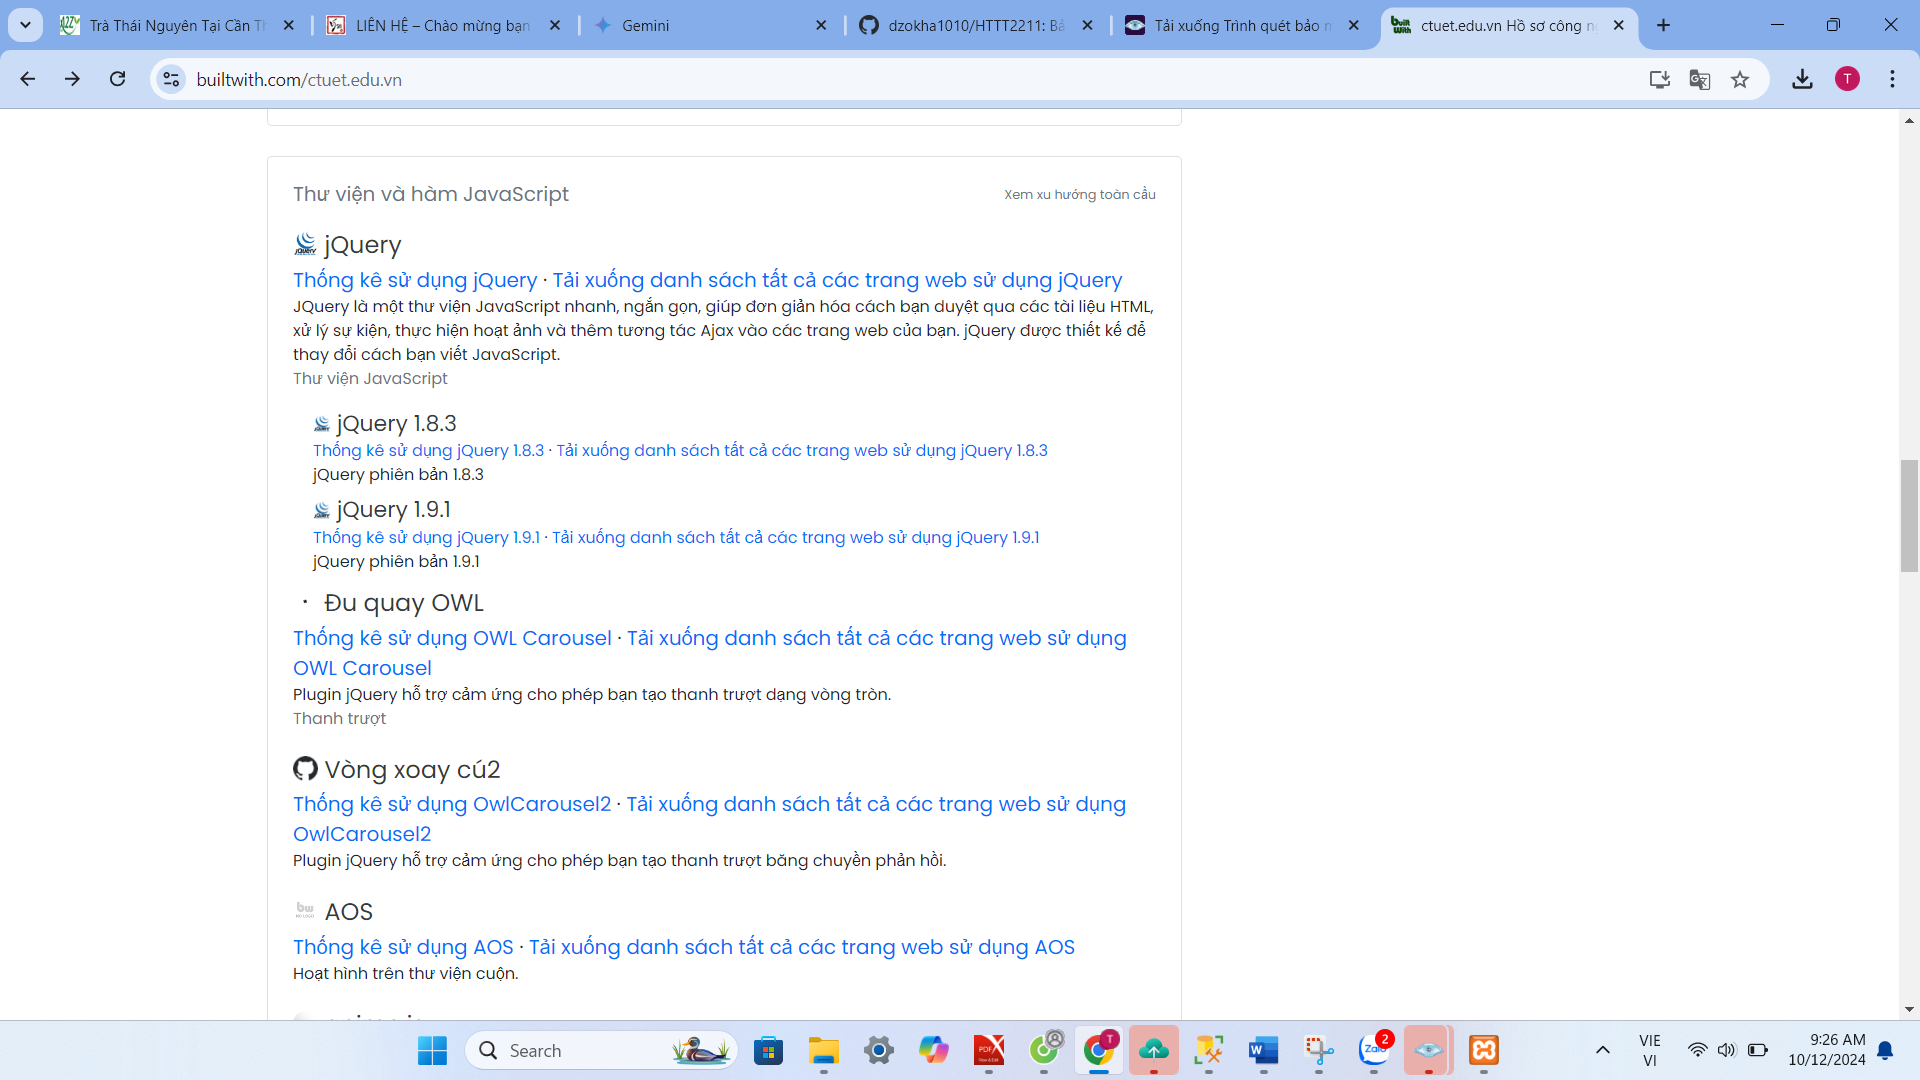 Trà Thái Nguyên Tại Cần Th
LIÊN HỆ – Chào mừng bạn
Gemini
dzokha1010/HTTT2211: Bả
Tải xuống Trình quét bảo n
ctuet.edu.vn Hồ sơ công ng
builtwith.com/ctuet.edu.vn
T
Thư viện và hàm JavaScript
Xem xu hướng toàn cầu
jQuery
Thống kê sử dụng jQuery · Tải xuống danh sách tất cả các trang web sử dụng jQuery
JQuery là một thư viện JavaScript nhanh, ngắn gọn, giúp đơn giản hóa cách bạn duyệt qua các tài liệu HTML,
xử lý sự kiện, thực hiện hoạt ảnh và thêm tương tác Ajax vào các trang web của bạn. jQuery được thiết kế để
thay đổi cách bạn viết JavaScript.
Thư viện JavaScript
jQuery 1.8.3
Thống kê sử dụng jQuery 1.8.3 · Tải xuống danh sách tất cả các trang web sử dụng jQuery 1.8.3
jQuery phiên bản 1.8.3
jQuery 1.9.1
Thống kê sử dụng jQuery 1.9.1 · Tải xuống danh sách tất cả các trang web sử dụng jQuery 1.9.1
jQuery phiên bản 1.9.1
Đu quay OWL
Thống kê sử dụng OWL Carousel · Tải xuống danh sách tất cả các trang web sử dụng
OWL Carousel
Plugin jQuery hỗ trợ cảm ứng cho phép bạn tạo thanh trượt dạng vòng tròn.
Thanh trượt
Vòng xoay cú2
Thống kê sử dụng OwlCarousel2 · Tải xuống danh sách tất cả các trang web sử dụng
OwlCarousel2
Plugin jQuery hỗ trợ cảm ứng cho phép bạn tạo thanh trượt băng chuyền phản hồi.
AOS
Thống kê sử dụng AOS · Tải xuống danh sách tất cả các trang web sử dụng AOS
Hoạt hình trên thư viện cuộn.
Search
T
2
VIE
VI
9:26 AM
10/12/2024